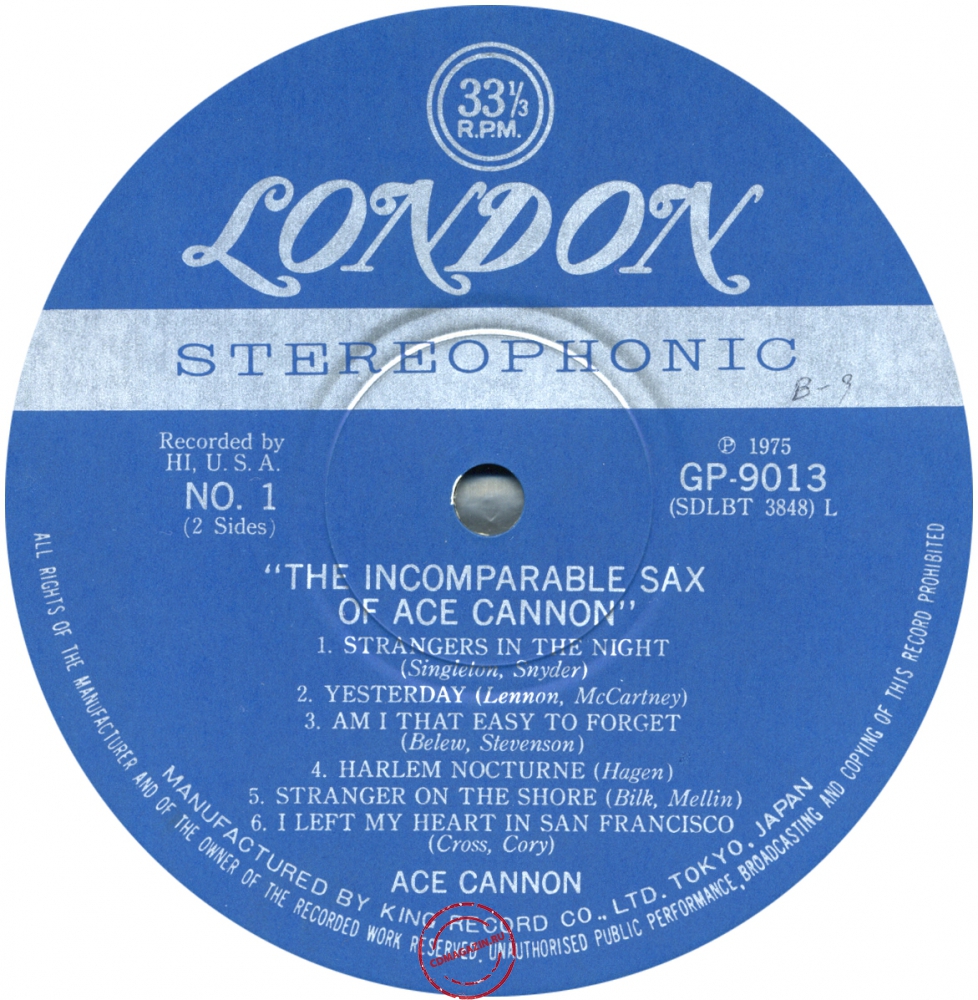 33⅓
R.P.M.
LONDON
STEREOPHONIC
B-9
Recorded by
HI, U. S. A.
NO. 1
(2 Sides)
℗ 1975
GP-9013
(SDLBT 3848) L
"THE INCOMPARABLE SAX
OF ACE CANNON"
1. STRANGERS IN THE NIGHT
(Singleton, Snyder)
2. YESTERDAY (Lennon, McCartney)
3. AM I THAT EASY TO FORGET
(Belew, Stevenson)
4. HARLEM NOCTURNE (Hagen)
5. STRANGER ON THE SHORE (Bilk, Mellin)
6. I LEFT MY HEART IN SAN FRANCISCO
(Cross, Cory)
ACE CANNON
MANUFACTURED BY KING RECORD CO., LTD. TOKYO, JAPAN
ALL RIGHTS OF THE MANUFACTURER AND OF THE OWNER OF THE RECORDED WORK RESERVED. UNAUTHORISED PUBLIC PERFORMANCE, BROADCASTING AND COPYING OF THIS RECORD PROHIBITED
CDMAGAZIN.RU